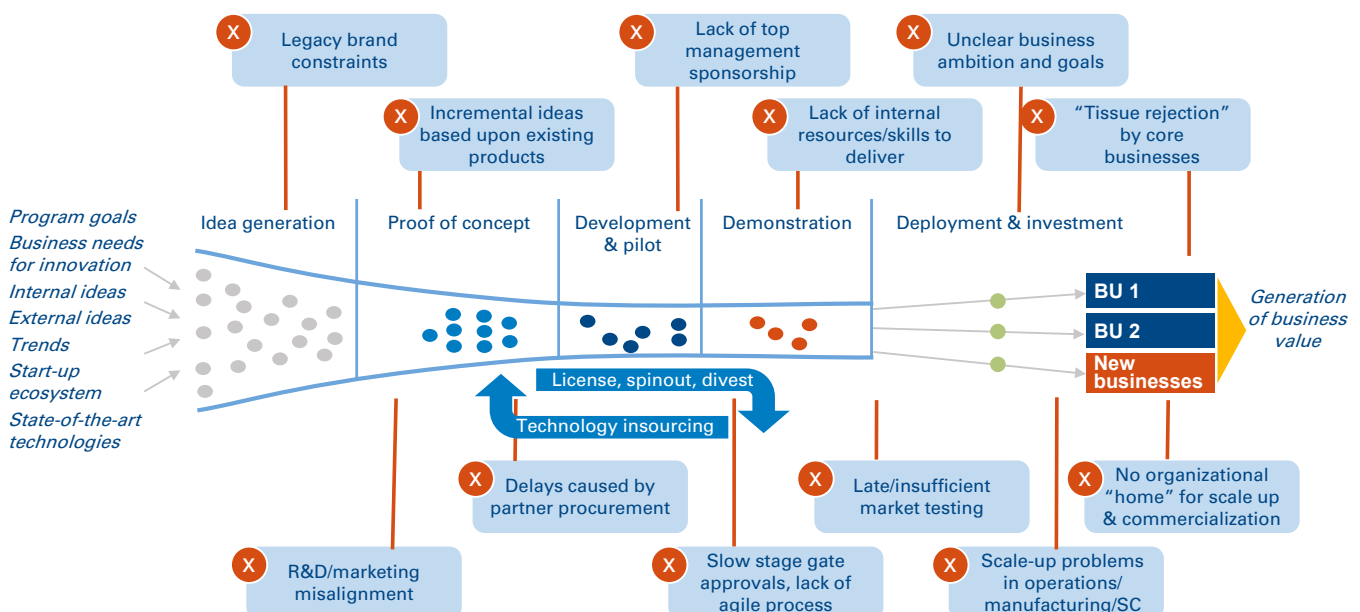 X
Legacy brand
constraints
X
Lack of top
management
sponsorship
X
Unclear business
ambition and goals
X
Incremental ideas
based upon existing
products
X
Lack of internal
resources/skills to
deliver
X
“Tissue rejection”
by core
businesses
Program goals
Business needs
for innovation
Internal ideas
External ideas
Trends
Start-up
ecosystem
State-of-the-art
technologies
Idea generation
Proof of concept
Development
& pilot
Demonstration
Deployment & investment
BU 1
BU 2
New
businesses
Generation
of business
value
License, spinout, divest
Technology insourcing
X
Delays caused by
partner procurement
X
Late/insufficient
market testing
X
No organizational
“home” for scale up
& commercialization
X
R&D/marketing
misalignment
X
Slow stage gate
approvals, lack of
agile process
X
Scale-up problems
in operations/
manufacturing/SC